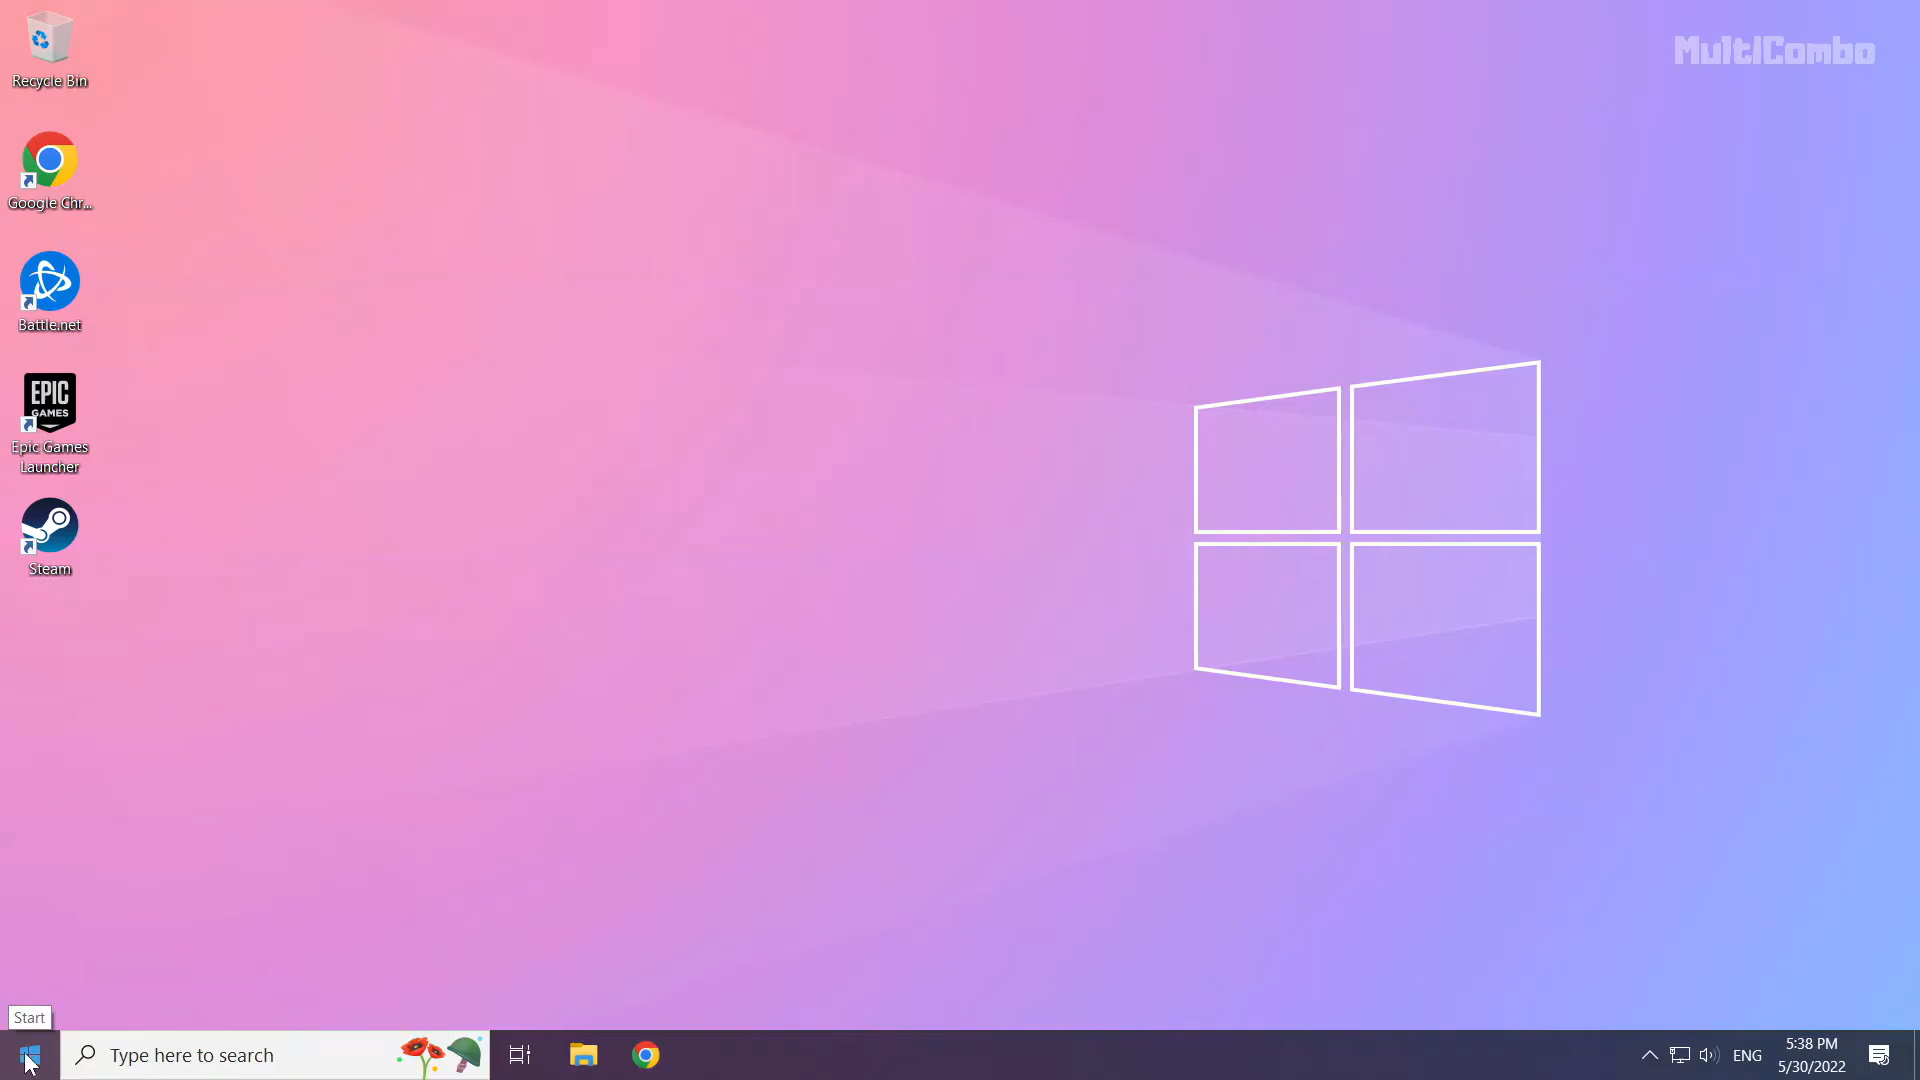 MultiCombo
Recycle Bin
Google Chr...
Battle.net
EPIC
GAMES
Epic Games
Launcher
Steam
Start
Type here to search
ENG
5:38 PM
5/30/2022